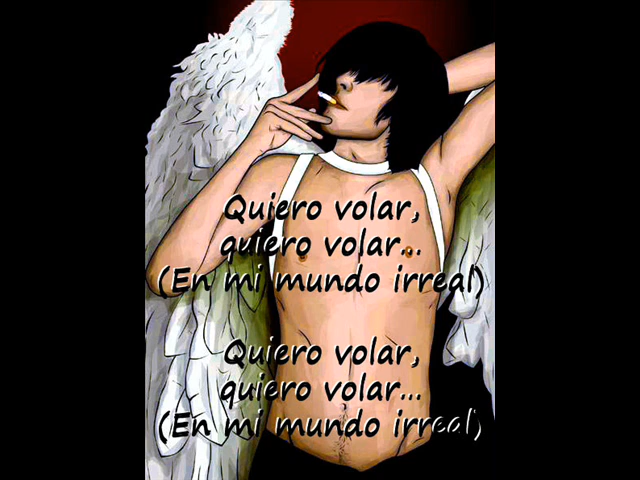 Quiero volar,
quiero volar...
(En mi mundo irreal)
Quiero volar,
quiero volar...
(En mi mundo irreal)